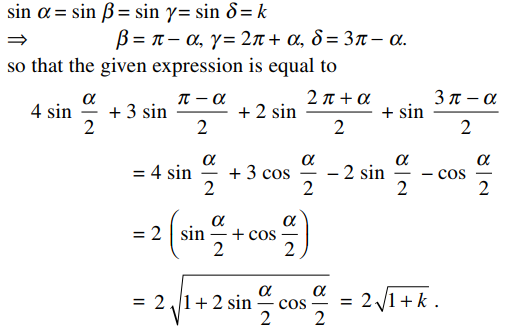 sin α = sin β = sin γ = sin δ = k
⇒ β = π − α, γ = 2π + α, δ = 3π − α.
so that the given expression is equal to
4 sin α/2 + 3 sin (π − α)/2 + 2 sin (2π + α)/2 + sin (3π − α)/2
= 4 sin α/2 + 3 cos α/2 − 2 sin α/2 − cos α/2
= 2 (sin α/2 + cos α/2)
= 2 √(1 + 2 sin α/2 cos α/2) = 2√(1 + k) .